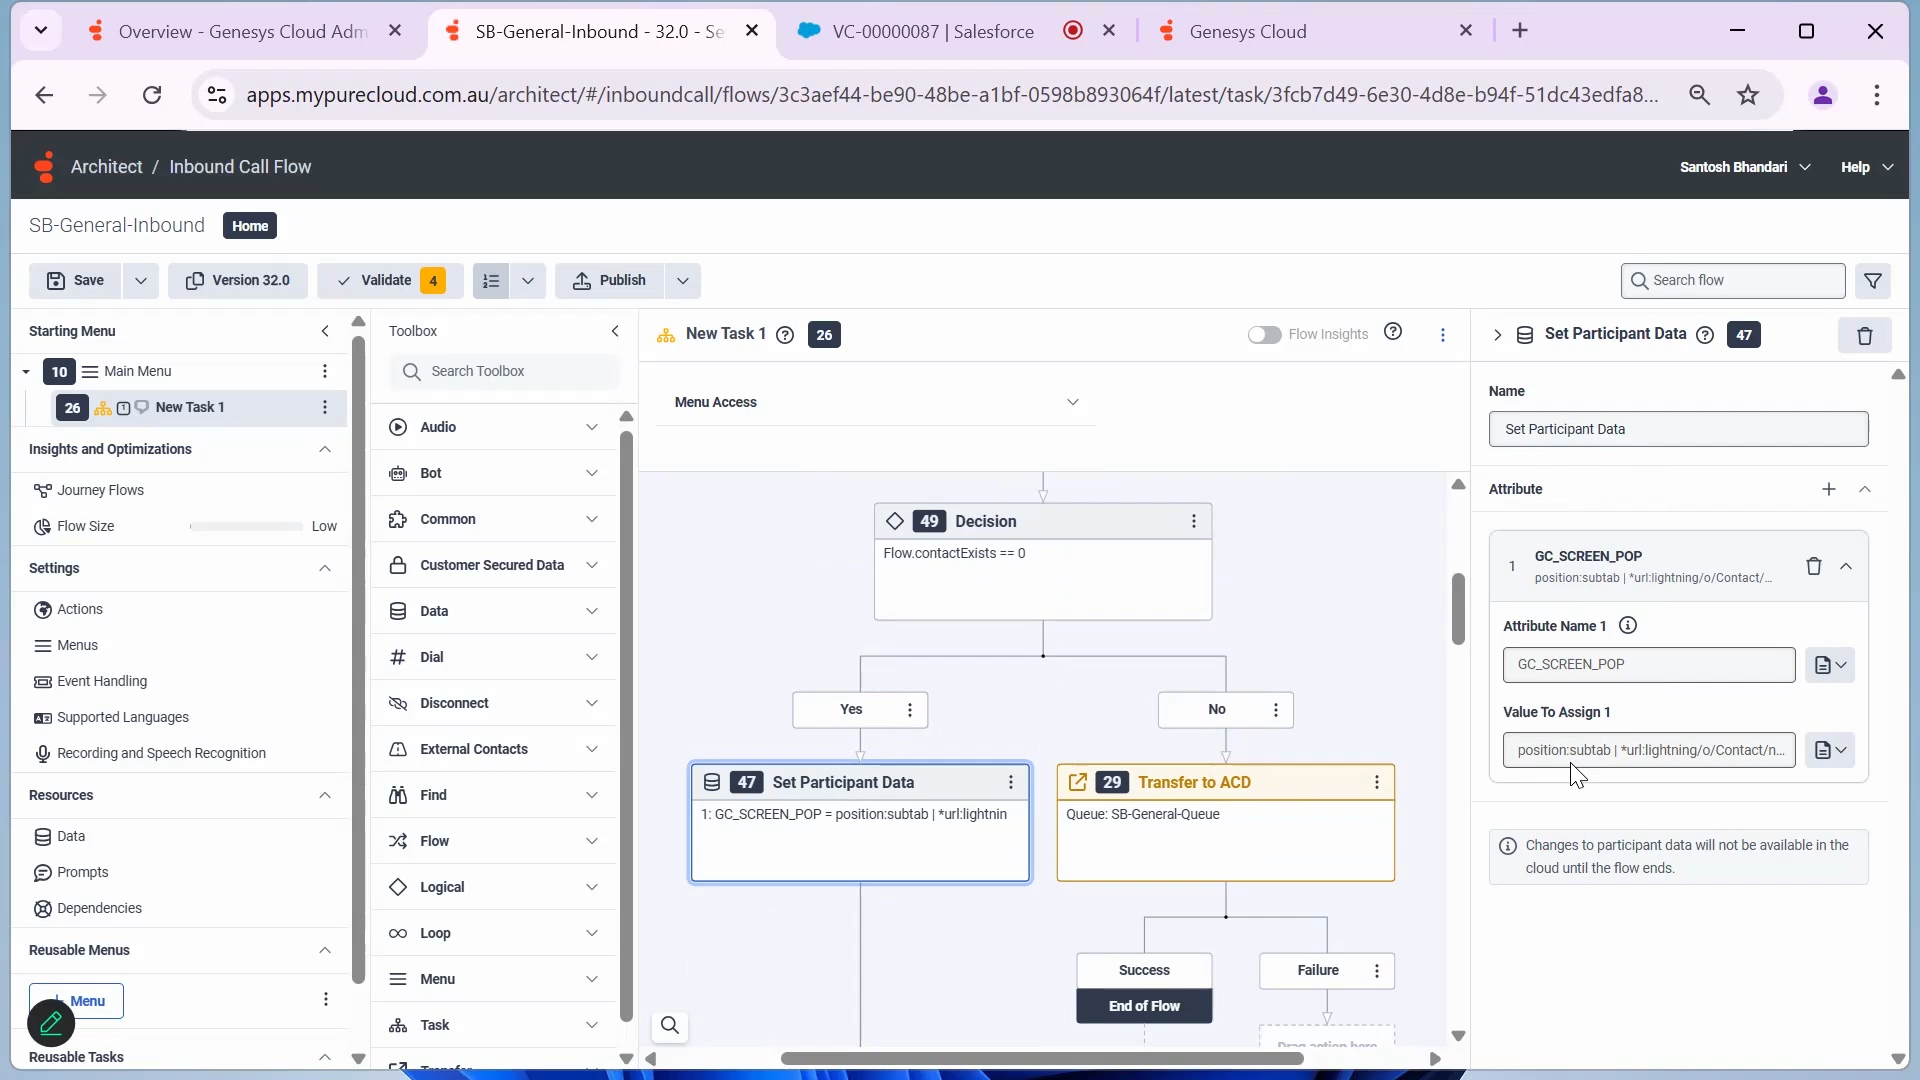 Overview - Genesys Cloud Adm
SB-General-Inbound - 32.0 - Se
VC-00000087 | Salesforce
Genesys Cloud
apps.mypurecloud.com.au/architect/#/inboundcall/flows/3c3aef44-be90-48be-a1bf-0598b893064f/latest/task/3fcb7d49-6e30-4d8e-b94f-51dc43edfa8...
Architect / Inbound Call Flow
Santosh Bhandari
Help
SB-General-Inbound
Home
Save
Version 32.0
Validate 4
Publish
Search flow
Starting Menu
10 Main Menu
26 1 New Task 1
Insights and Optimizations
Journey Flows
Flow Size Low
Settings
Actions
Menus
Event Handling
Supported Languages
Recording and Speech Recognition
Resources
Data
Prompts
Dependencies
Reusable Menus
Menu
Reusable Tasks
Toolbox
Search Toolbox
Audio
Bot
Common
Customer Secured Data
Data
Dial
Disconnect
External Contacts
Find
Flow
Logical
Loop
Menu
Task
New Task 1 26
Flow Insights
Menu Access
49 Decision
Flow.contactExists == 0
Yes
No
47 Set Participant Data
1: GC_SCREEN_POP = position:subtab | *url:lightnin
29 Transfer to ACD
Queue: SB-General-Queue
Success
End of Flow
Failure
Drag action here
Set Participant Data 47
Name
Set Participant Data
Attribute
1 GC_SCREEN_POP
position:subtab | *url:lightning/o/Contact/...
Attribute Name 1
GC_SCREEN_POP
Value To Assign 1
position:subtab | *url:lightning/o/Contact/n...
Changes to participant data will not be available in the
cloud until the flow ends.